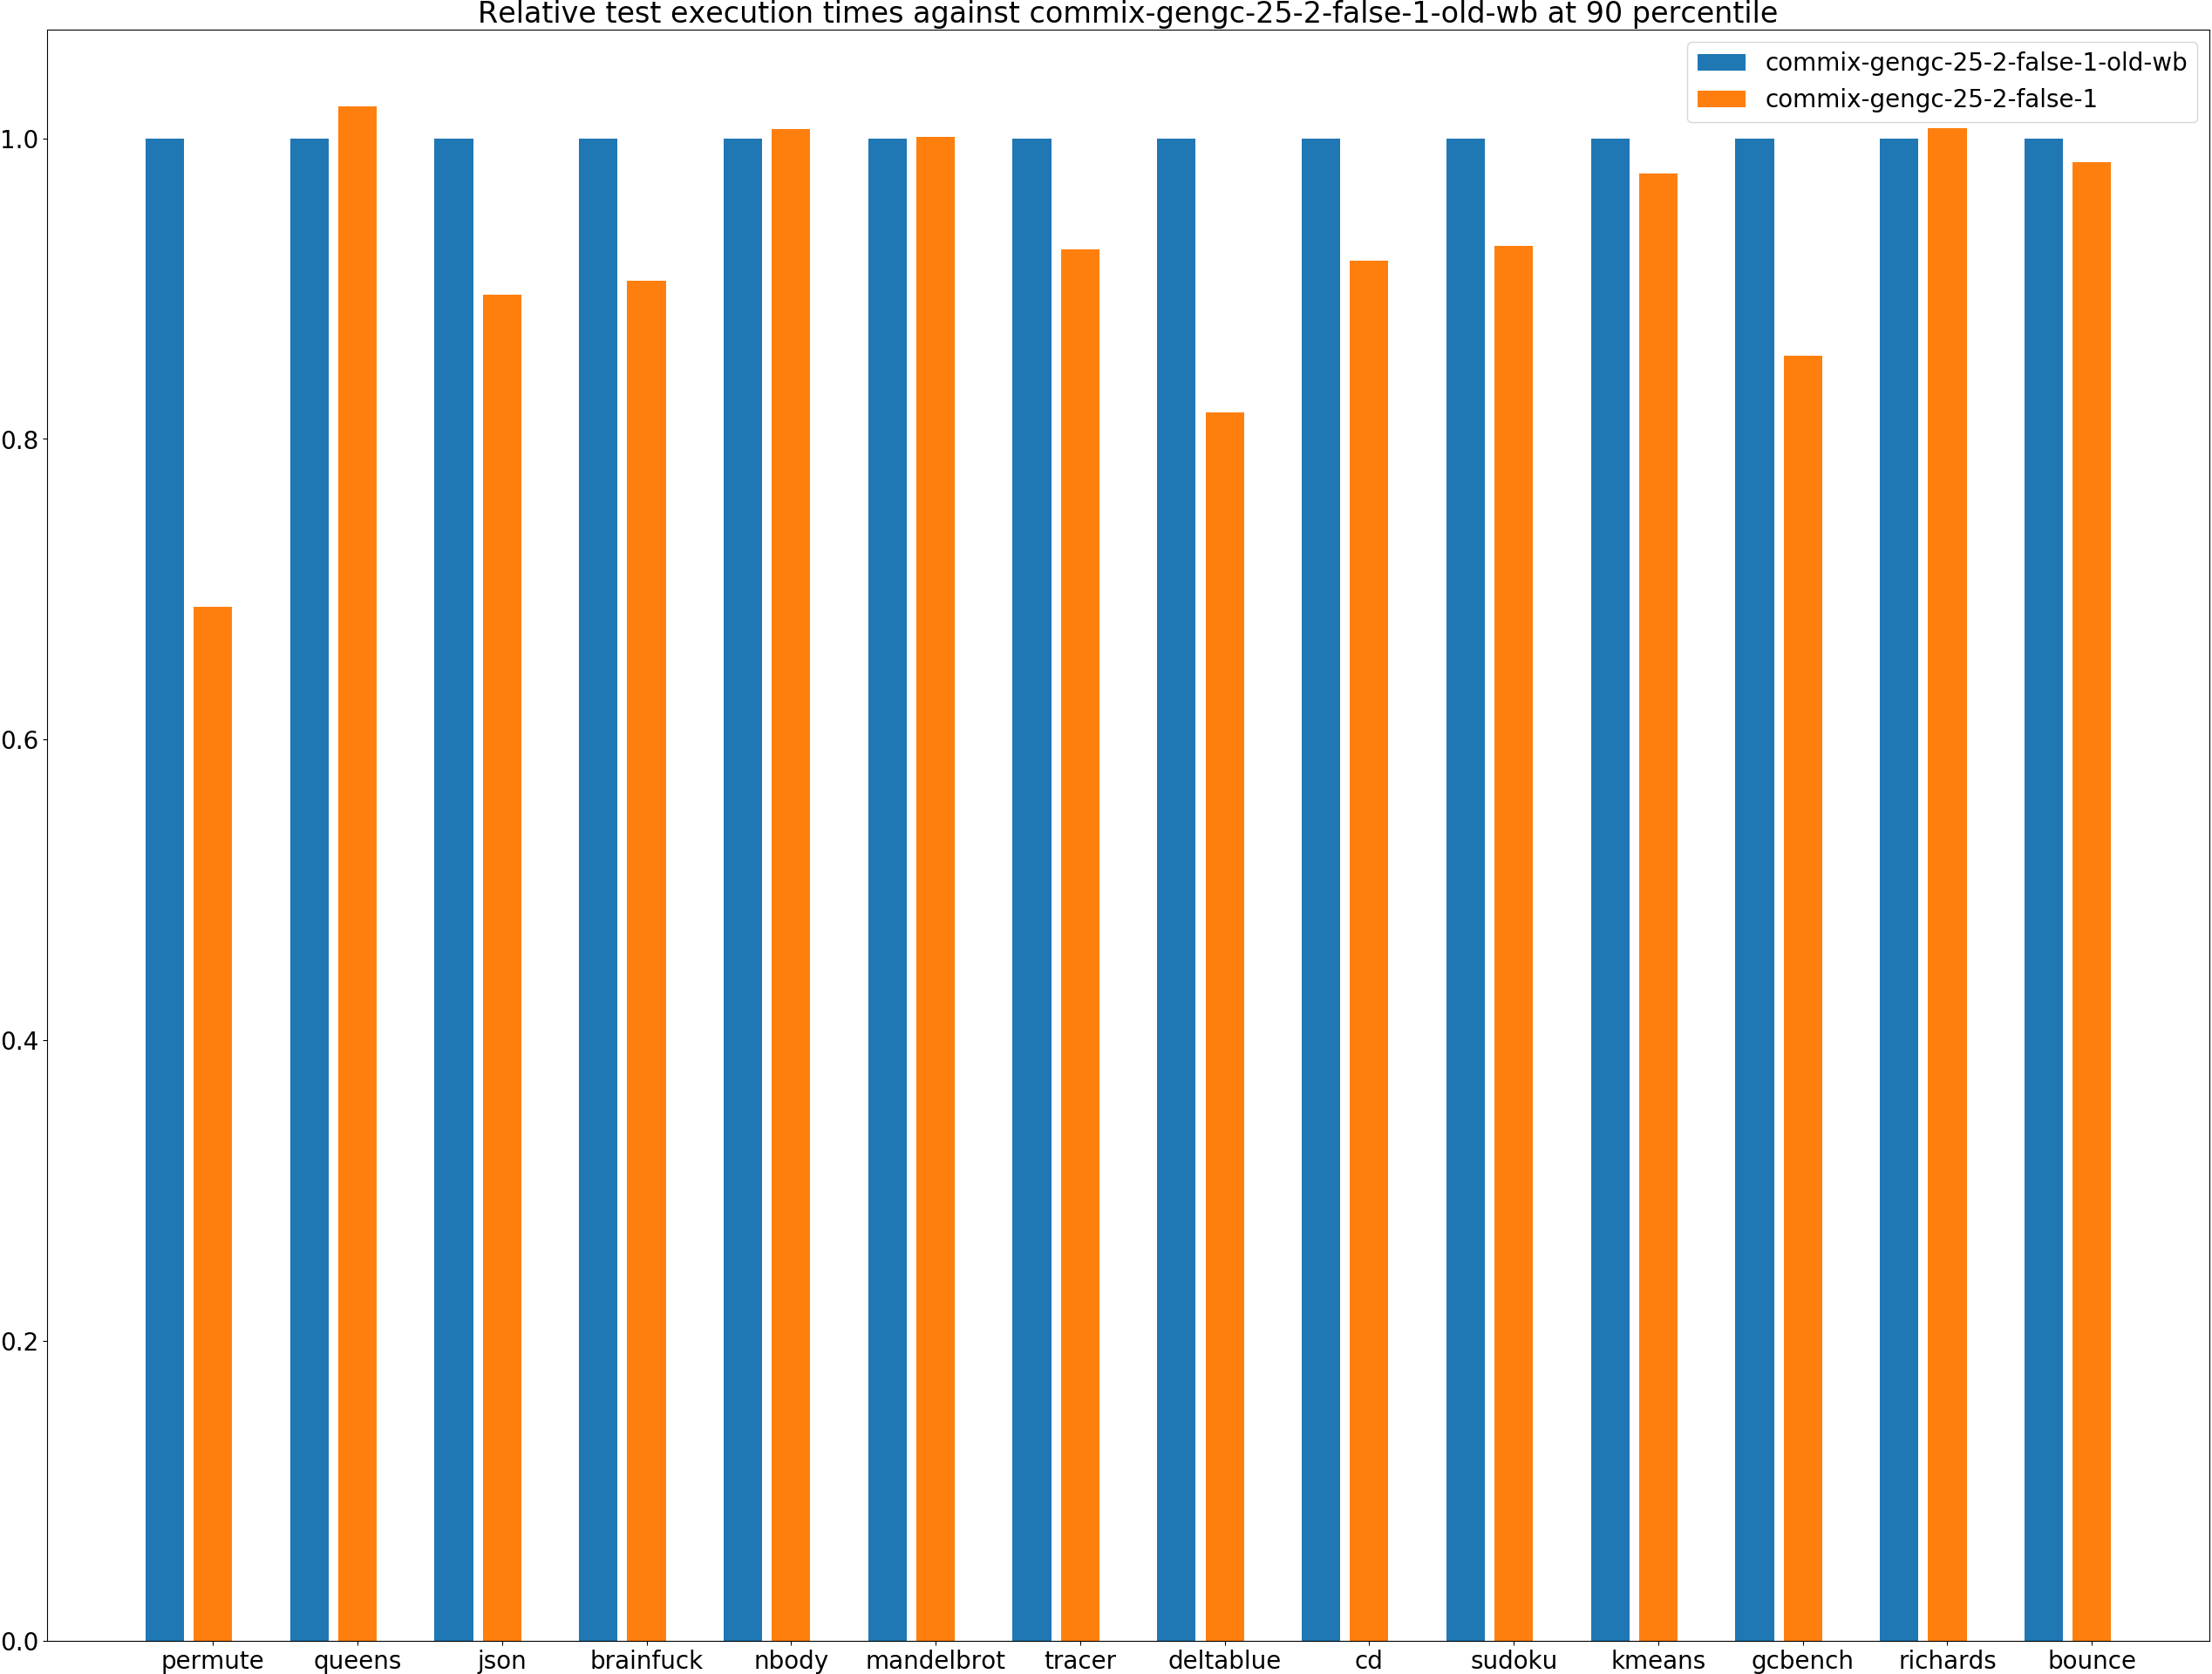 Relative test execution times against commix-gengc-25-2-false-1-old-wb at 90 percentile
commix-gengc-25-2-false-1-old-wb
commix-gengc-25-2-false-1
1.0
0.8
0.6
0.4
0.2
0.0
permute queens json brainfuck nbody mandelbrot tracer deltablue cd sudoku kmeans gcbench richards bounce